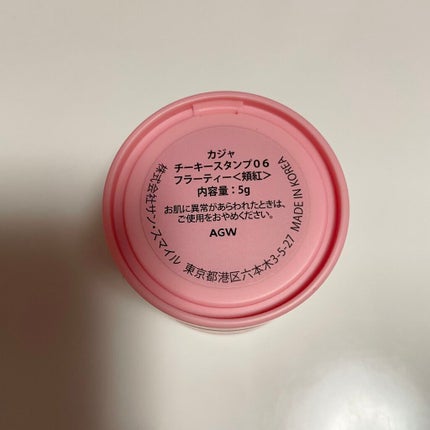 カジャ
チーキースタンプ06
フラーティー<頬紅>
内容量：5g
お肌に異常があらわれたときは、
ご使用をおやめください。
AGW
株式会社サン・スマイル 東京都港区六本木3-5-27 MADE IN KOREA